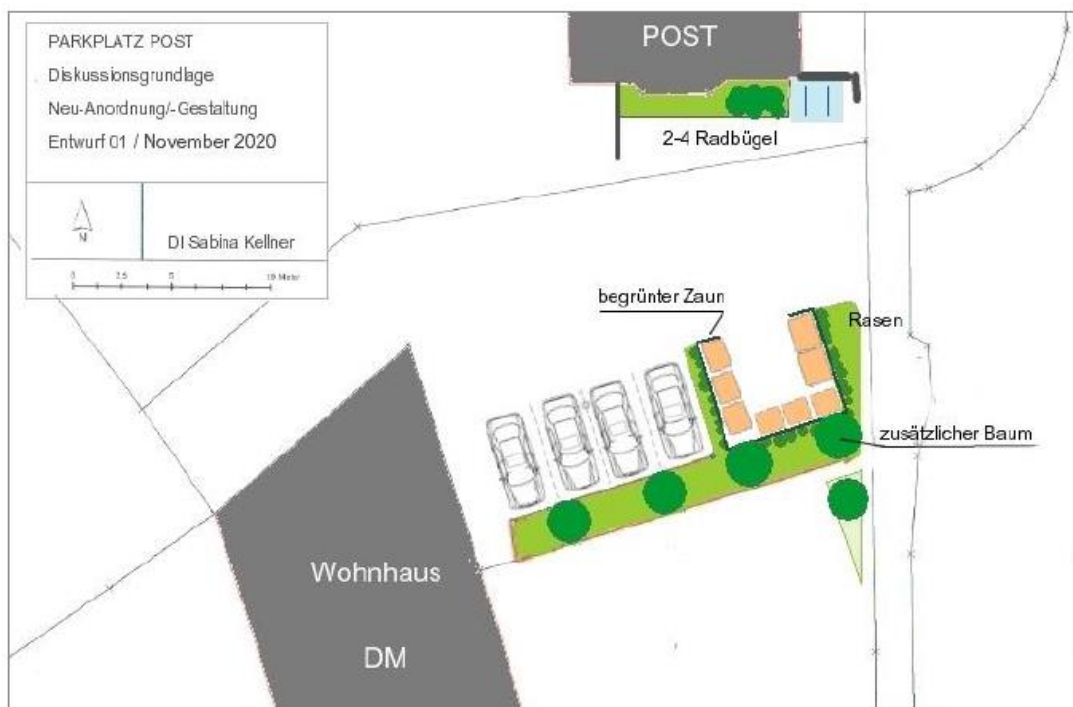 PARKPLATZ POST
Diskussionsgrundlage
Neu-Anordnung/-Gestaltung
Entwurf 01 / November 2020
N
DI Sabina Kellner
0 2,5 5 10 Meter
POST
2-4 Radbügel
begrünter Zaun
Rasen
zusätzlicher Baum
Wohnhaus
DM